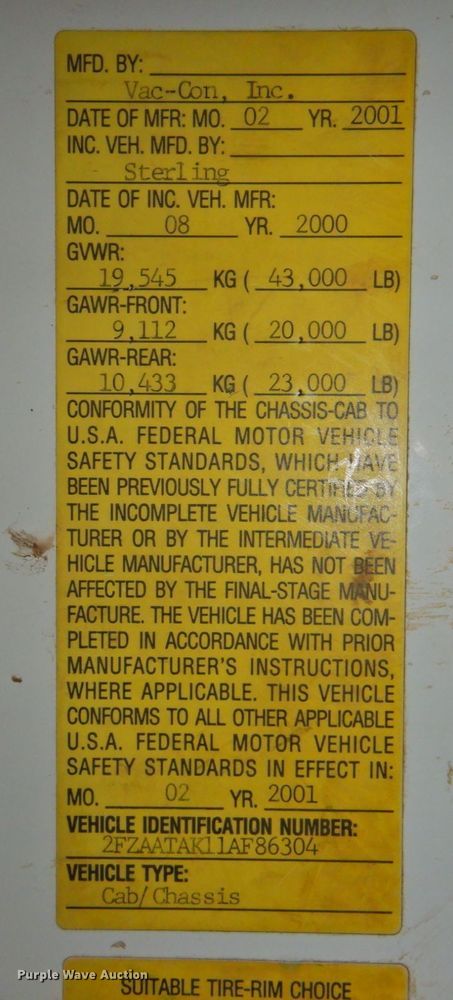 MFD. BY:
Vac-Con, Inc.
DATE OF MFR: MO. 02 YR. 2001
INC. VEH. MFD. BY:
Sterling
DATE OF INC. VEH. MFR:
MO. 08 YR. 2000
GVWR:
19,545 KG ( 43,000 LB)
GAWR-FRONT:
9,112 KG ( 20,000 LB)
GAWR-REAR:
10,433 KG ( 23,000 LB)
CONFORMITY OF THE CHASSIS-CAB TO
U.S.A. FEDERAL MOTOR VEHICLE
SAFETY STANDARDS, WHICH HAVE
BEEN PREVIOUSLY FULLY CERTIFIED BY
THE INCOMPLETE VEHICLE MANUFAC-
TURER OR BY THE INTERMEDIATE VE-
HICLE MANUFACTURER, HAS NOT BEEN
AFFECTED BY THE FINAL-STAGE MANU-
FACTURE. THE VEHICLE HAS BEEN COM-
PLETED IN ACCORDANCE WITH PRIOR
MANUFACTURER'S INSTRUCTIONS,
WHERE APPLICABLE. THIS VEHICLE
CONFORMS TO ALL OTHER APPLICABLE
U.S.A. FEDERAL MOTOR VEHICLE
SAFETY STANDARDS IN EFFECT IN:
MO. 02 YR. 2001
VEHICLE IDENTIFICATION NUMBER:
2FZAATAK11AF86304
VEHICLE TYPE:
Cab/Chassis
Purple Wave Auction
SUITABLE TIRE-RIM CHOICE